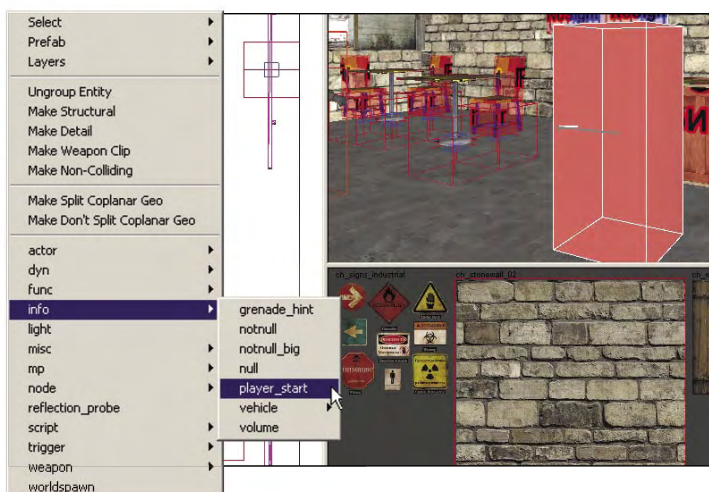 Select
Prefab
Layers
Ungroup Entity
Make Structural
Make Detail
Make Weapon Clip
Make Non-Colliding
Make Split Coplanar Geo
Make Don't Split Coplanar Geo
actor
dyn
func
info
light
misc
mp
node
reflection_probe
script
trigger
weapon
worldspawn
grenade_hint
notnull
notnull_big
null
player_start
vehicle
volume
ch_signs_industrial
ch_stonewall_02